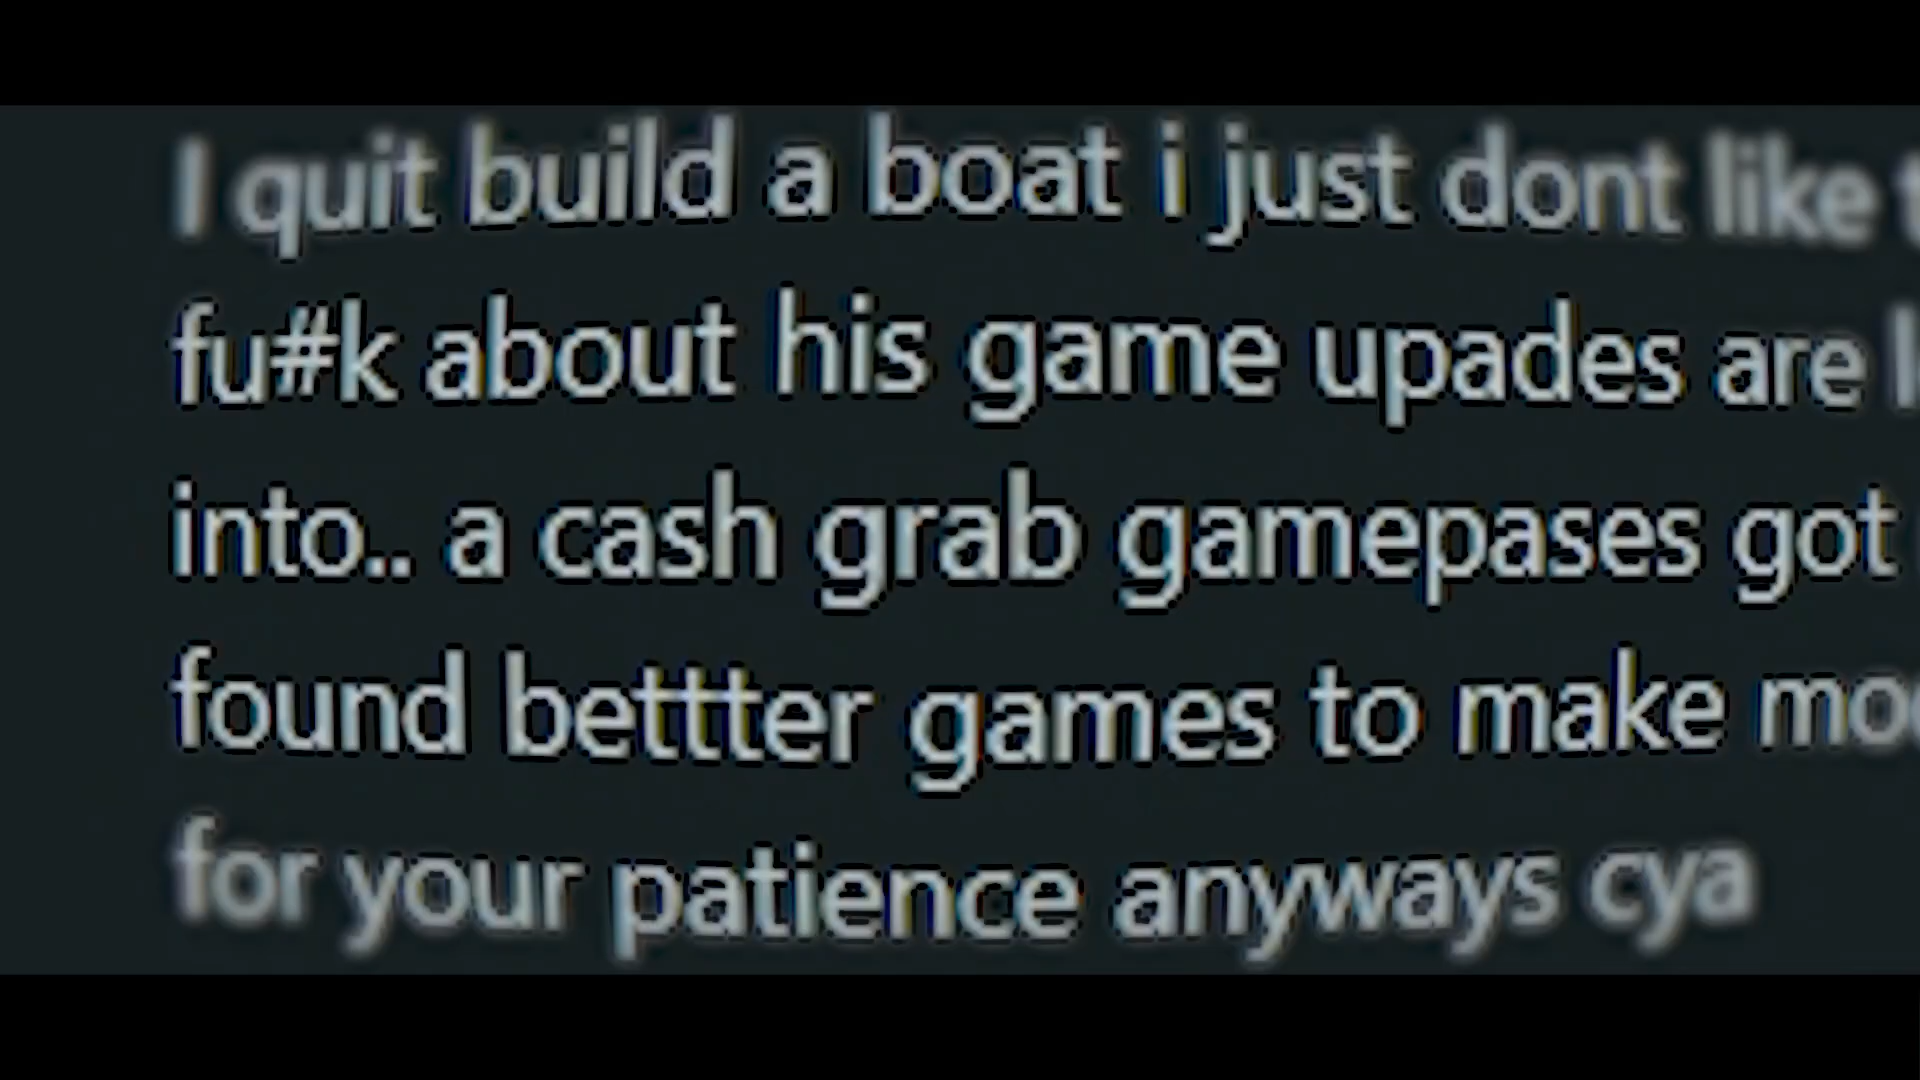 I quit build a boat i just dont like
fu#k about his game upades are
into.. a cash grab gamepases got
found bettter games to make
for your patience anyways cya